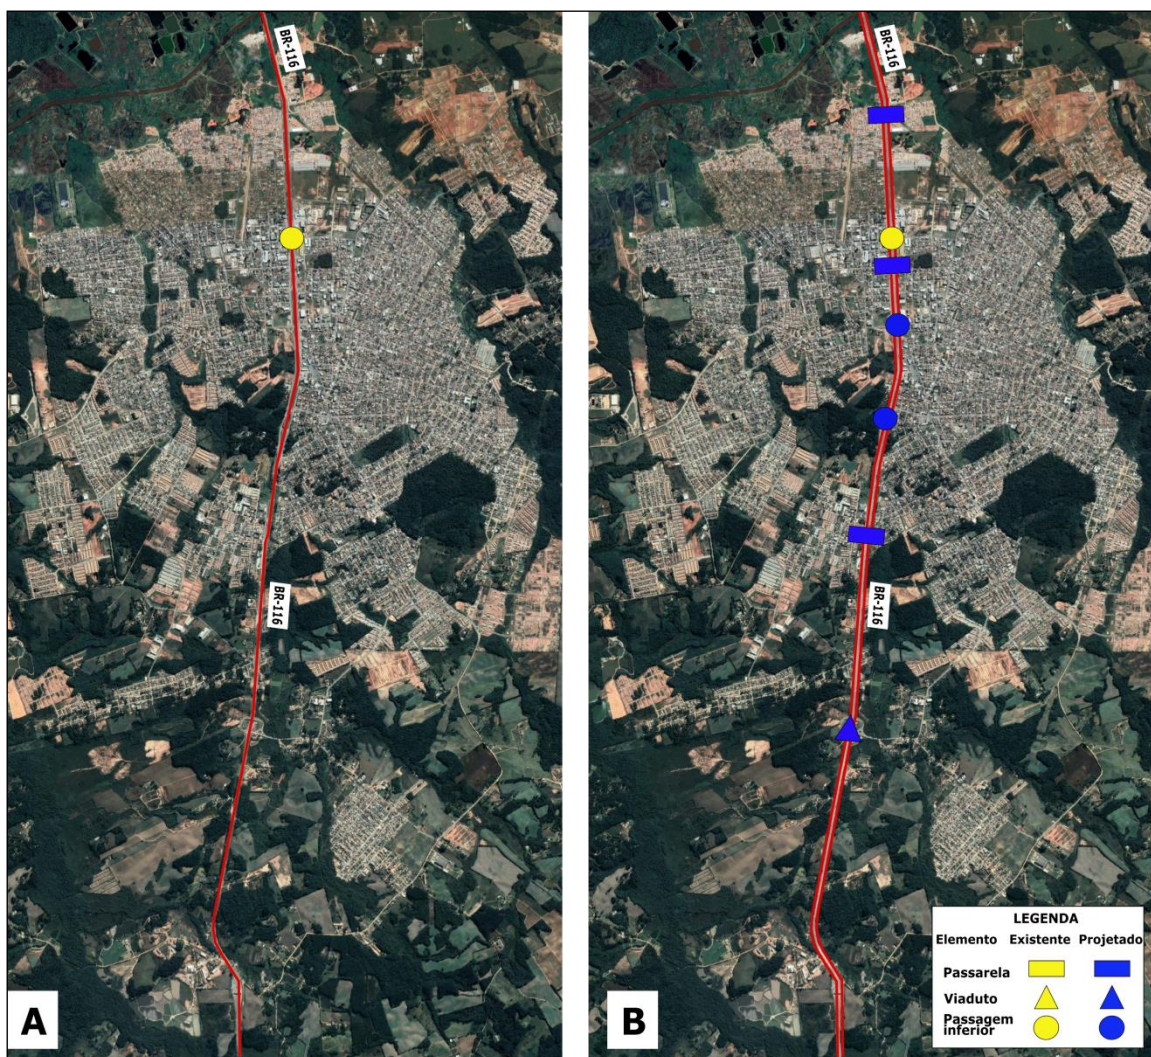 BR-116
BR-116
A
BR-116
BR-116
B
LEGENDA
Elemento Existente Projetado
Passarela
Viaduto
Passagem
inferior